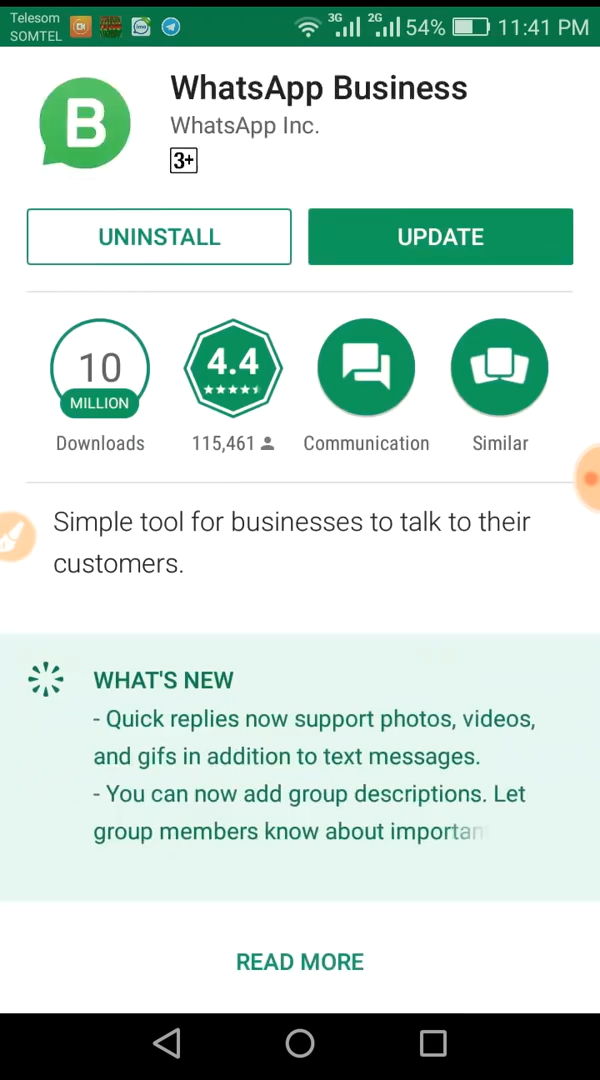 Telesom
SOMTEL
3G 2G 54% 11:41 PM
B
WhatsApp Business
WhatsApp Inc.
3+
UNINSTALL
UPDATE
10
MILLION
4.4
Downloads
115,461
Communication
Similar
Simple tool for businesses to talk to their
customers.
WHAT'S NEW
- Quick replies now support photos, videos,
and gifs in addition to text messages.
- You can now add group descriptions. Let
group members know about importan
READ MORE